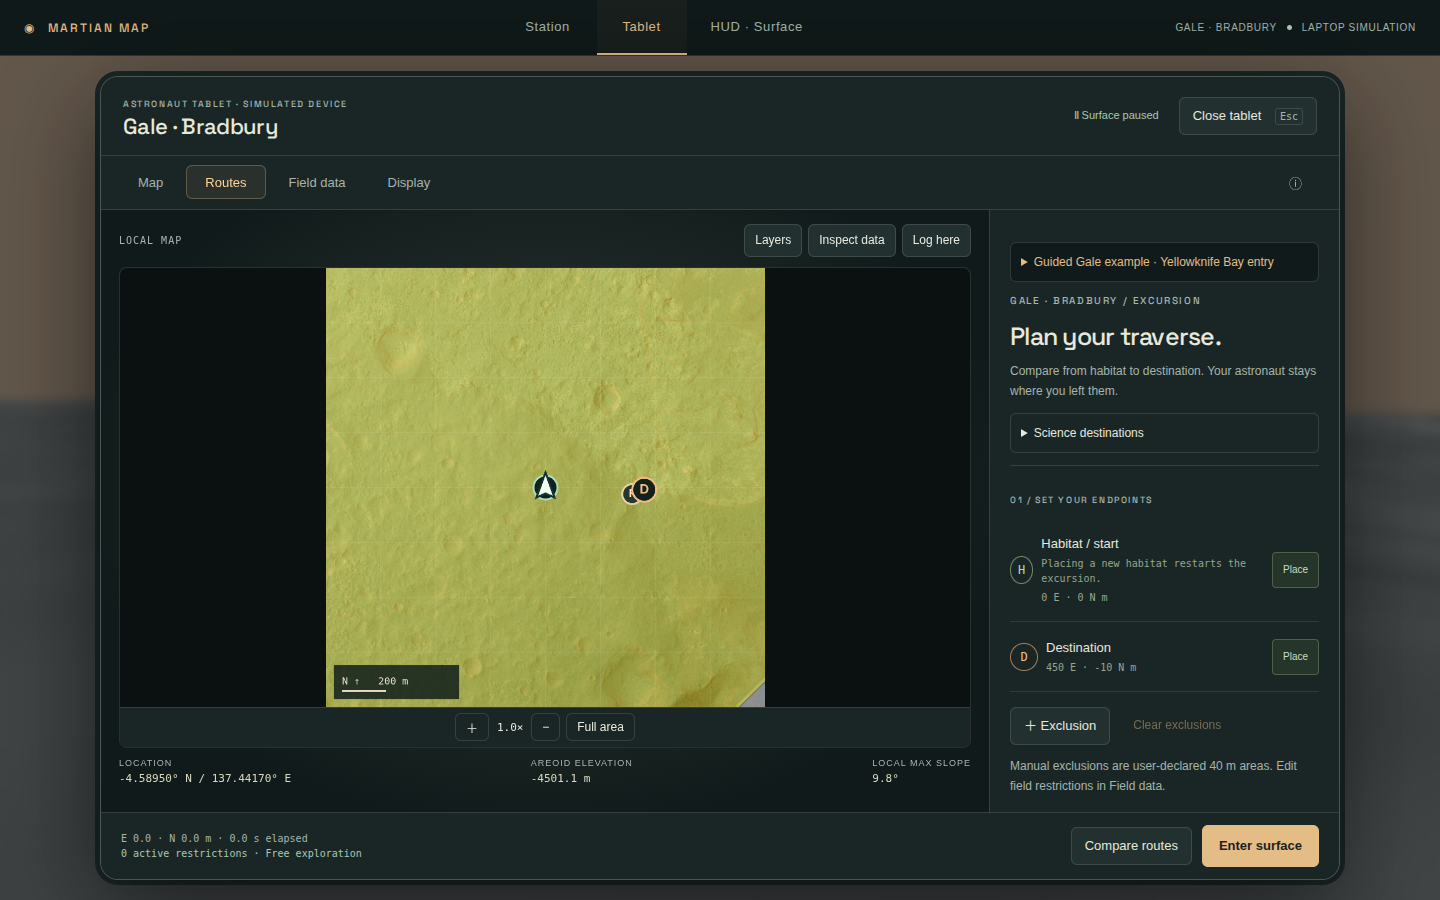 ◉ MARTIAN MAP
Station
Tablet
HUD · Surface
GALE · BRADBURY ● LAPTOP SIMULATION
ASTRONAUT TABLET · SIMULATED DEVICE
Gale · Bradbury
Ⅱ Surface paused
Close tablet Esc
Map
Routes
Field data
Display
ⓘ
LOCAL MAP
Layers
Inspect data
Log here
D
N ↑ 200 m
+
1.0×
−
Full area
LOCATION
-4.58950° N / 137.44170° E
AREOID ELEVATION
-4501.1 m
LOCAL MAX SLOPE
9.8°
▶ Guided Gale example · Yellowknife Bay entry
GALE · BRADBURY / EXCURSION
Plan your traverse.
Compare from habitat to destination. Your astronaut stays
where you left them.
▶ Science destinations
01 / SET YOUR ENDPOINTS
H
Habitat / start
Placing a new habitat restarts the
excursion.
0 E · 0 N m
Place
D
Destination
450 E · -10 N m
Place
+ Exclusion
Clear exclusions
Manual exclusions are user-declared 40 m areas. Edit
field restrictions in Field data.
E 0.0 · N 0.0 m · 0.0 s elapsed
0 active restrictions · Free exploration
Compare routes
Enter surface